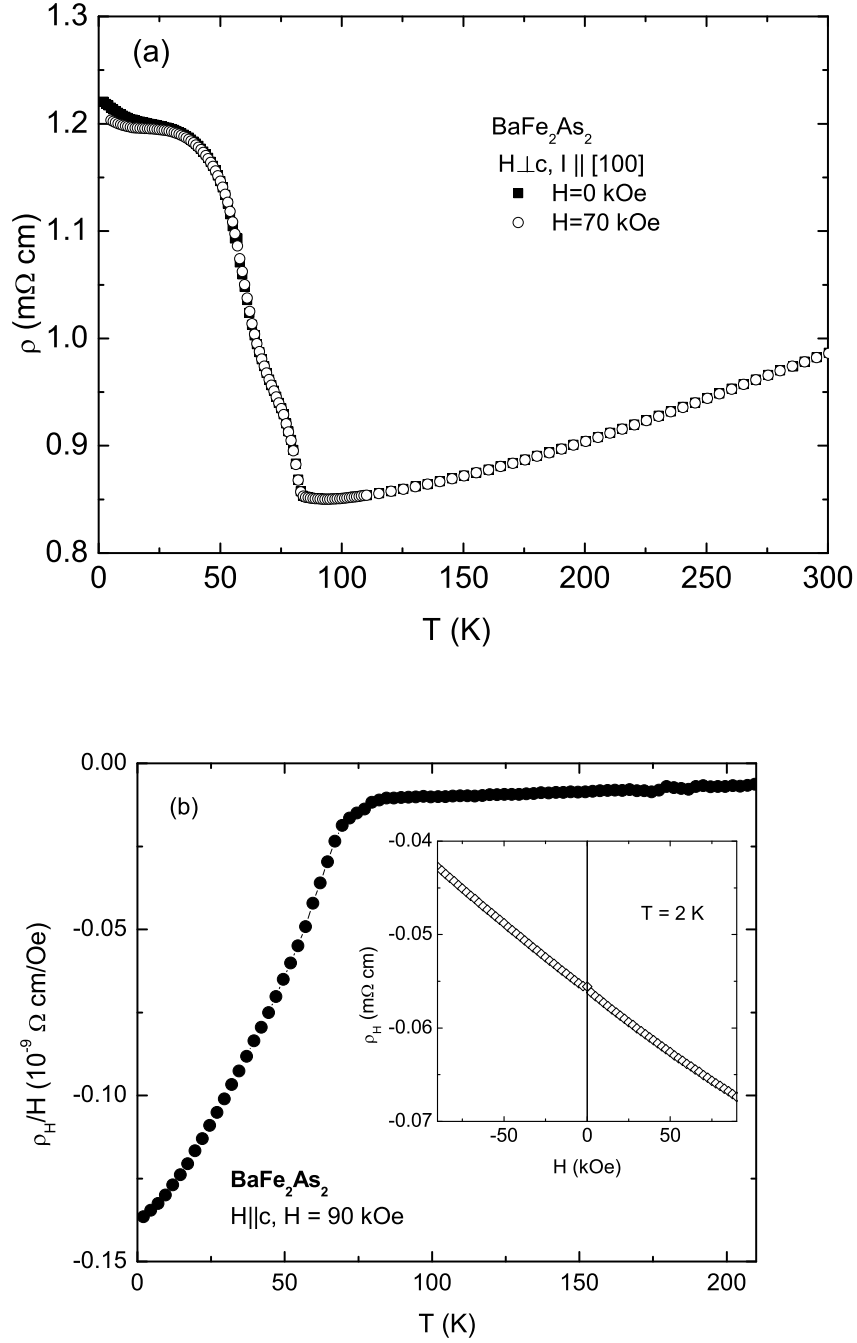 1.3
(a)
1.2
BaFe₂As₂
H⊥c, I || [100]
H=0 kOe
H=70 kOe
1.1
ρ (mΩ cm)
1.0
0.9
0.8
0 50 100 150 200 250 300
T (K)
0.00
(b)
-0.04
T = 2 K
-0.05
-0.05
ρH (mΩ cm)
-0.06
ρH/H (10⁻⁹ Ω cm/Oe)
-0.10
-0.07
-50 0 50
H (kOe)
BaFe₂As₂
H||c, H = 90 kOe
-0.15
0 50 100 150 200
T (K)